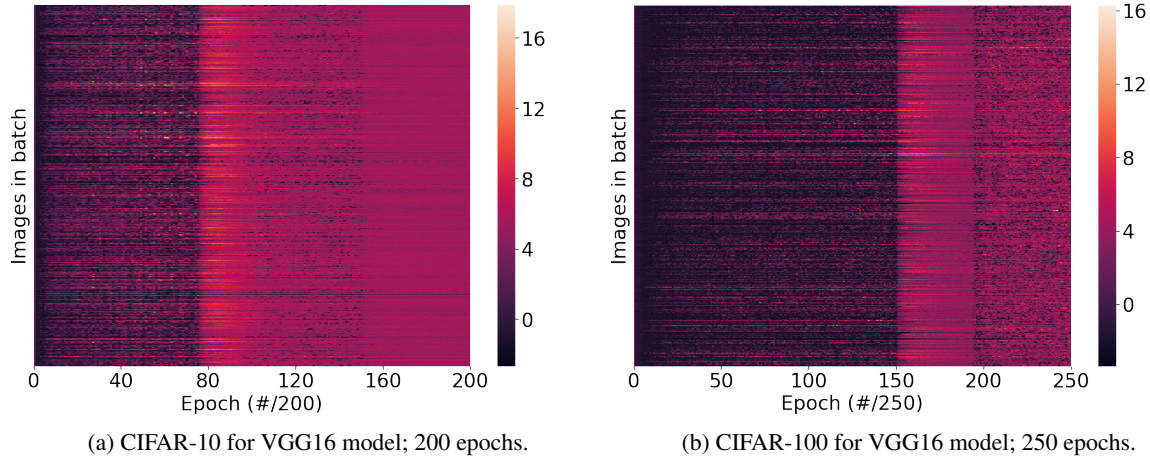 Images in batch
16
12
8
4
0
0 40 80 120 160 200
Epoch (#/200)
(a) CIFAR-10 for VGG16 model; 200 epochs.
Images in batch
16
12
8
4
0
0 50 100 150 200 250
Epoch (#/250)
(b) CIFAR-100 for VGG16 model; 250 epochs.